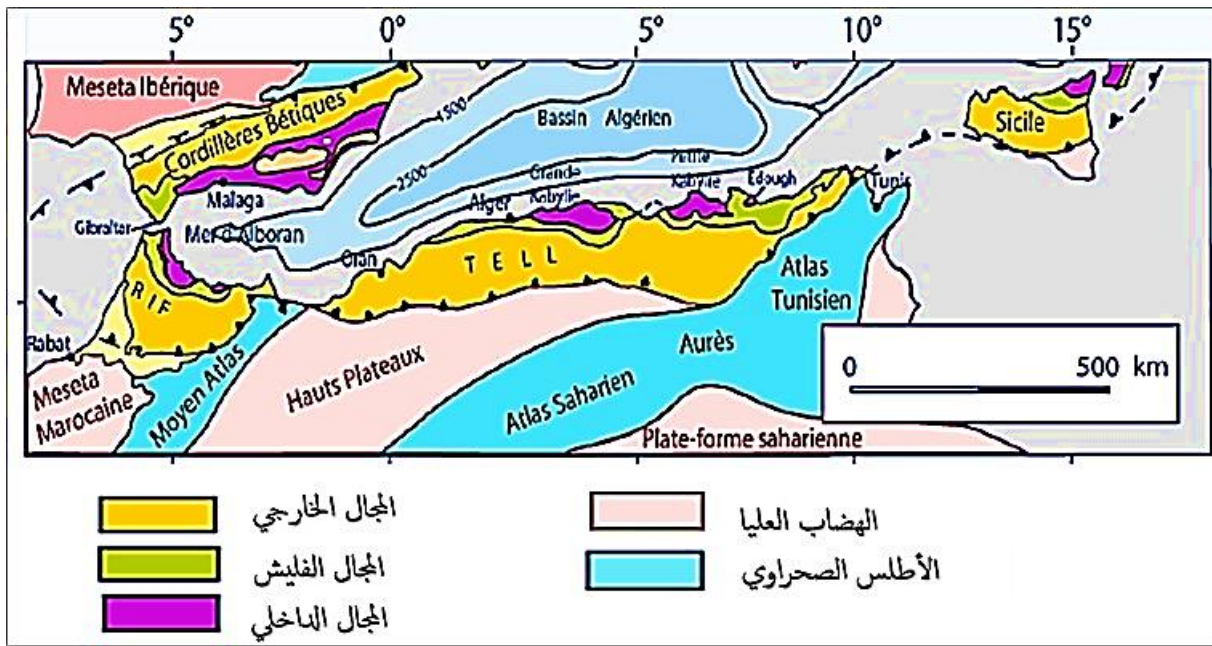 5° 0° 5° 10° 15°
Meseta Ibérique
Cordillères Bétiques
1500
Bassin Algérien
Sicile
2500
Malaga
Grande
Kabylie
Petite
Kabylie
Edough
Tunis
Alger
Gibraltar
Mer d'Alboran
Oran
TELL
RIF
Atlas
Tunisien
Rabat
Aurès
Meseta
Marocaine
Moyen Atlas
Hauts Plateaux
Atlas Saharien
Plate-forme saharienne
0 500 km
المجال الخارجي
المجال الفليش
المجال الداخلي
الهضاب العليا
الأطلس الصحراوي